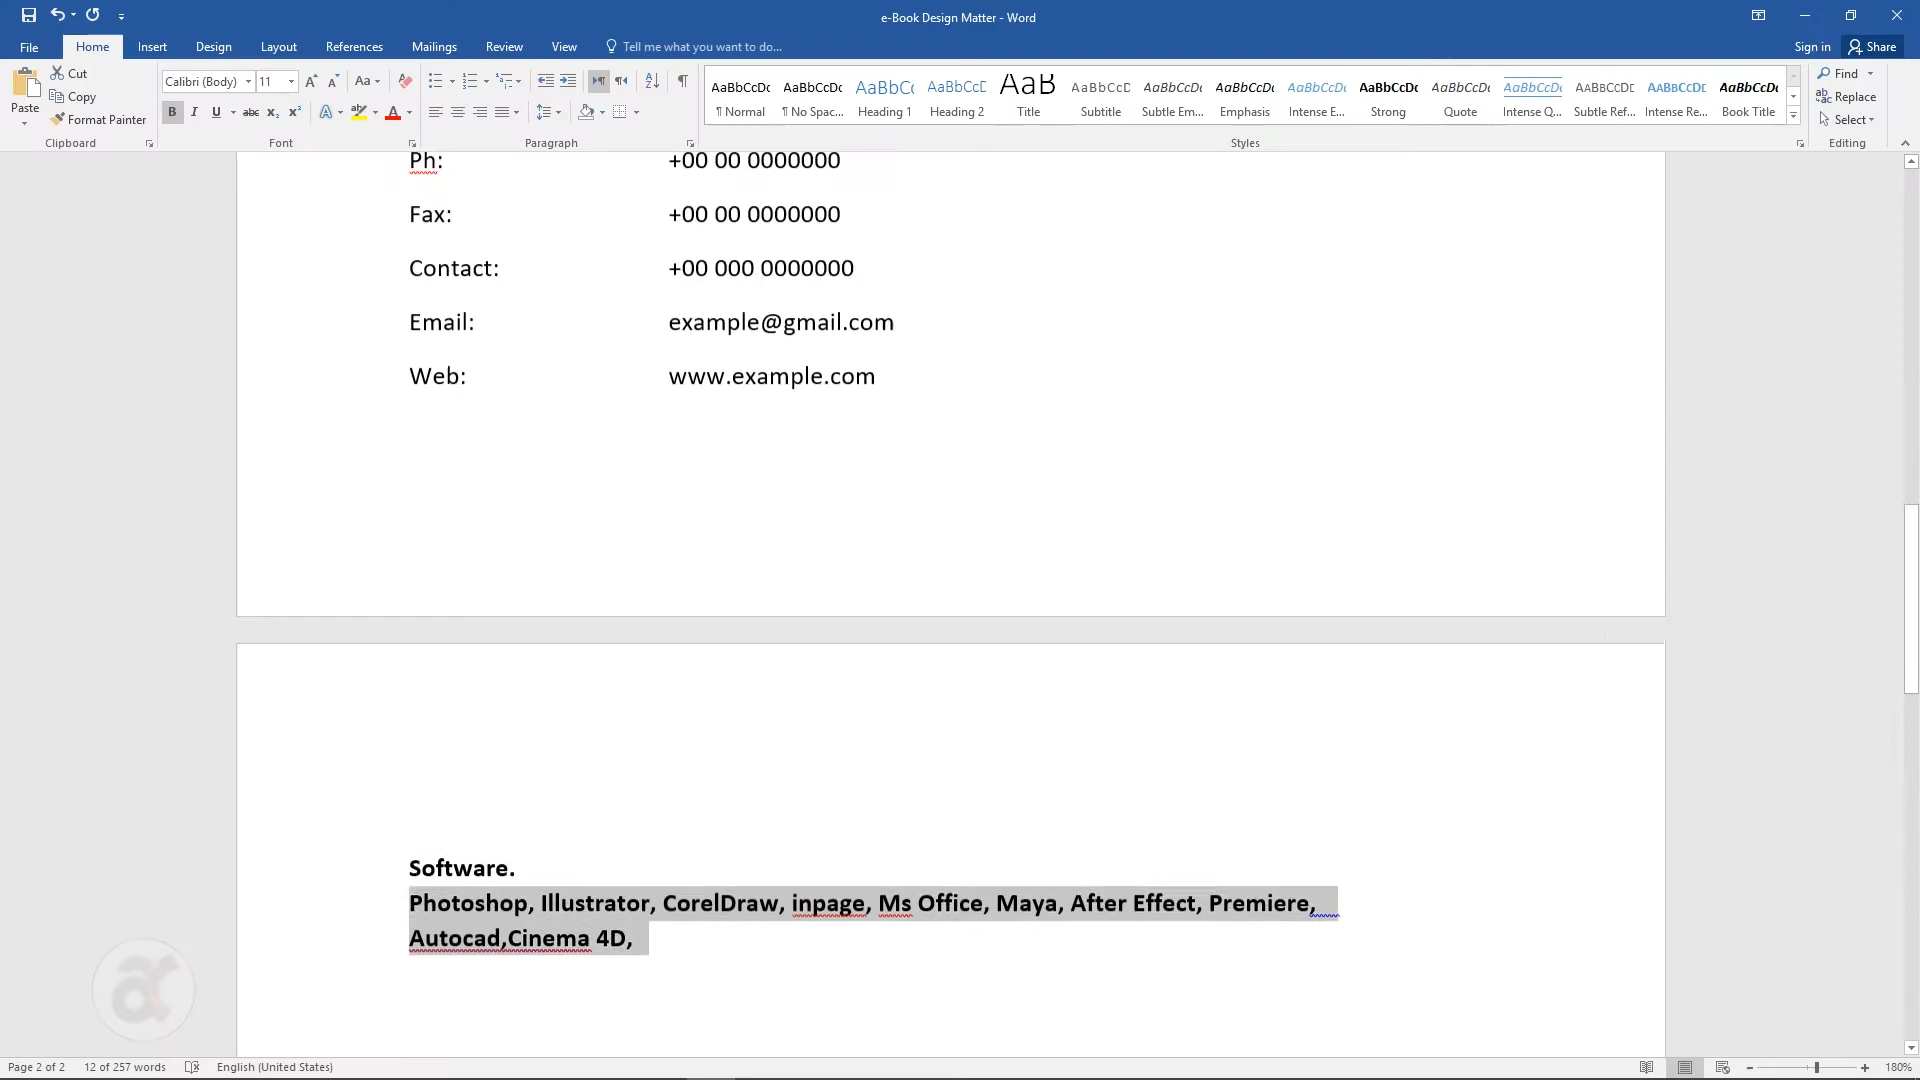 e-Book Design Matter - Word
File Home Insert Design Layout References Mailings Review View Tell me what you want to do... Sign in Share
Cut
Copy
Format Painter
Paste
Clipboard
Calibri (Body) 11
Font
Paragraph
AaBbCcDc AaBbCcDc AaBbC( AaBbCcE AaB AaBbCcD AaBbCcDc AaBbCcDc AaBbCcDc AaBbCcDc AaBbCcDc AaBbCcDc AABBCCDE AABBCCDE AaBbCcDc
¶ Normal ¶ No Spac... Heading 1 Heading 2 Title Subtitle Subtle Em... Emphasis Intense E... Strong Quote Intense Q... Subtle Ref... Intense Re... Book Title
Styles
Find
Replace
Select
Editing
Ph: +00 00 0000000
Fax: +00 00 0000000
Contact: +00 000 0000000
Email: example@gmail.com
Web: www.example.com
Software.
Photoshop, Illustrator, CorelDraw, inpage, Ms Office, Maya, After Effect, Premiere,
Autocad,Cinema 4D,
Page 2 of 2 12 of 257 words English (United States) 180%